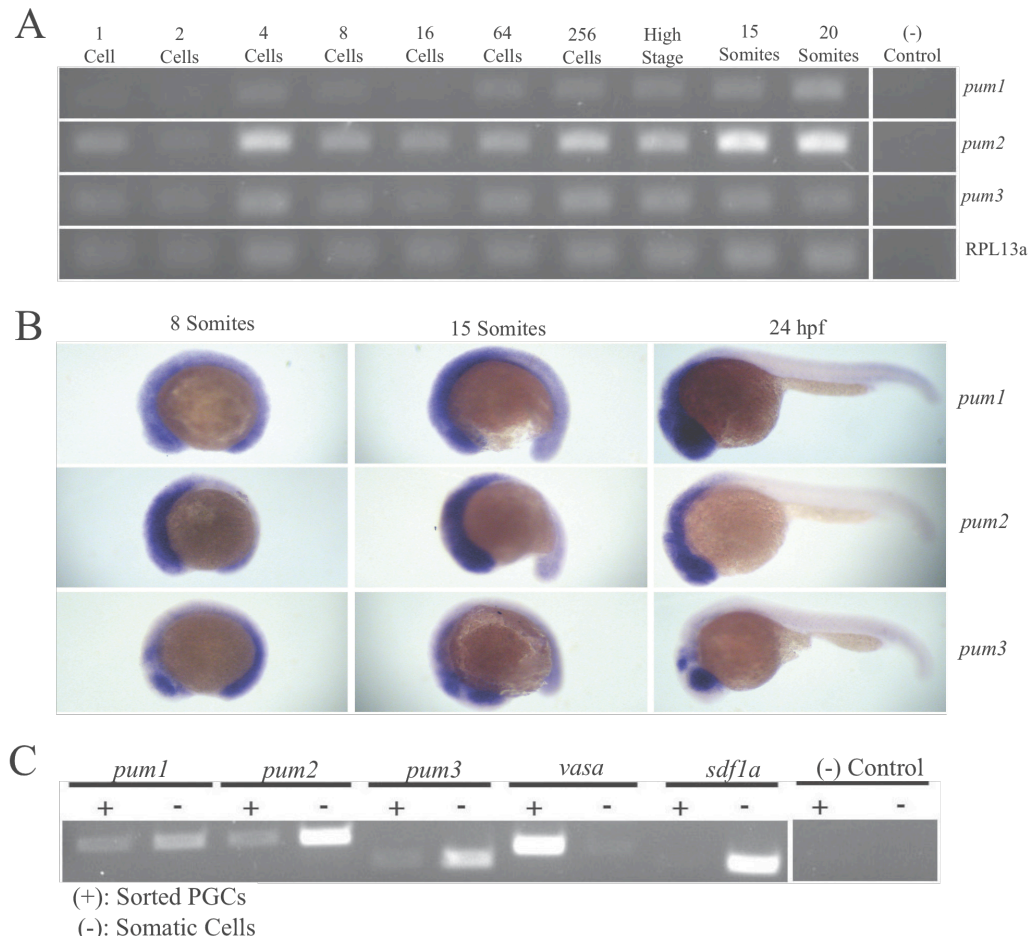 A
1 Cell
2 Cells
4 Cells
8 Cells
16 Cells
64 Cells
256 Cells
High Stage
15 Somites
20 Somites
(-) Control
pum1
pum2
pum3
RPL13a
B
8 Somites
15 Somites
24 hpf
pum1
pum2
pum3
C
pum1
pum2
pum3
vasa
sdf1a
(-) Control
+ - + - + - + - + - + -
(+): Sorted PGCs
(-): Somatic Cells